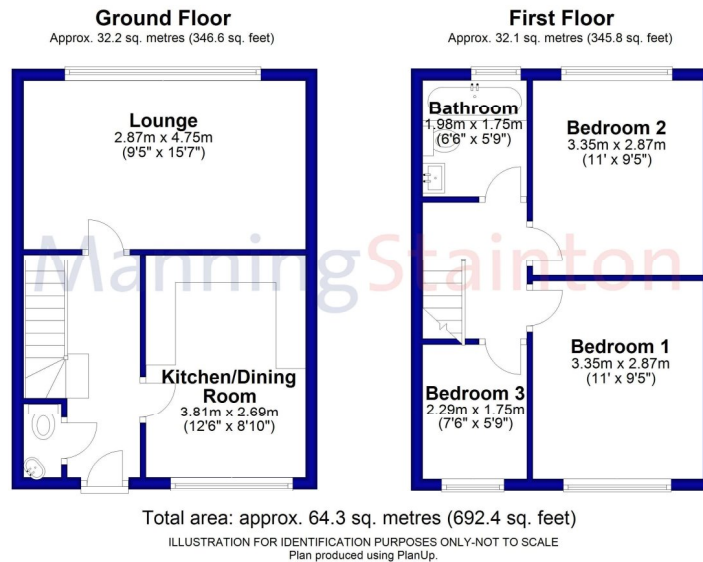 Ground Floor
Approx. 32.2 sq. metres (346.6 sq. feet)
Lounge
2.87m x 4.75m
(9'5" x 15'7")
Kitchen/Dining
Room
3.81m x 2.69m
(12'6" x 8'10")
First Floor
Approx. 32.1 sq. metres (345.8 sq. feet)
Bathroom
1.98m x 1.75m
(6'6" x 5'9")
Bedroom 2
3.35m x 2.87m
(11' x 9'5")
Bedroom 1
3.35m x 2.87m
(11' x 9'5")
Bedroom 3
2.29m x 1.75m
(7'6" x 5'9")
ManningStainton
Total area: approx. 64.3 sq. metres (692.4 sq. feet)
ILLUSTRATION FOR IDENTIFICATION PURPOSES ONLY-NOT TO SCALE
Plan produced using PlanUp.